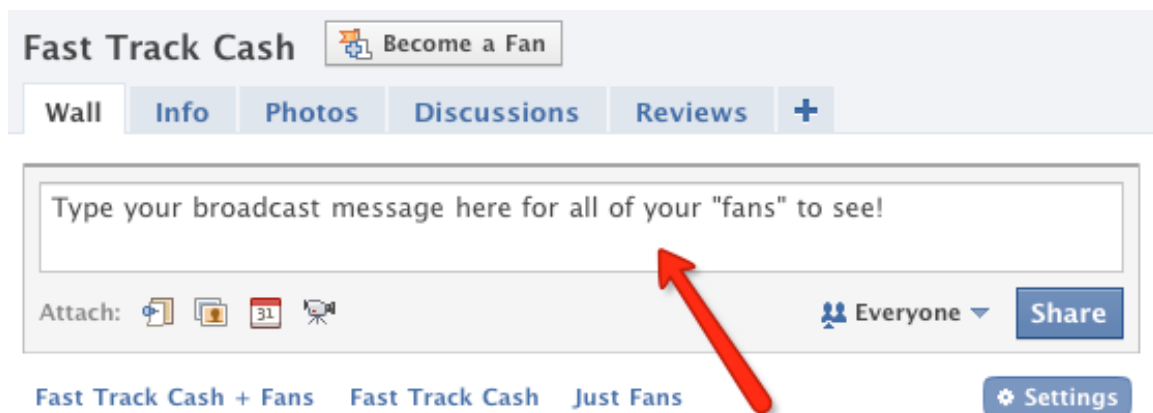 Fast Track Cash Become a Fan
Wall Info Photos Discussions Reviews +
Type your broadcast message here for all of your "fans" to see!
Attach: 31 Everyone Share
Fast Track Cash + Fans Fast Track Cash Just Fans Settings